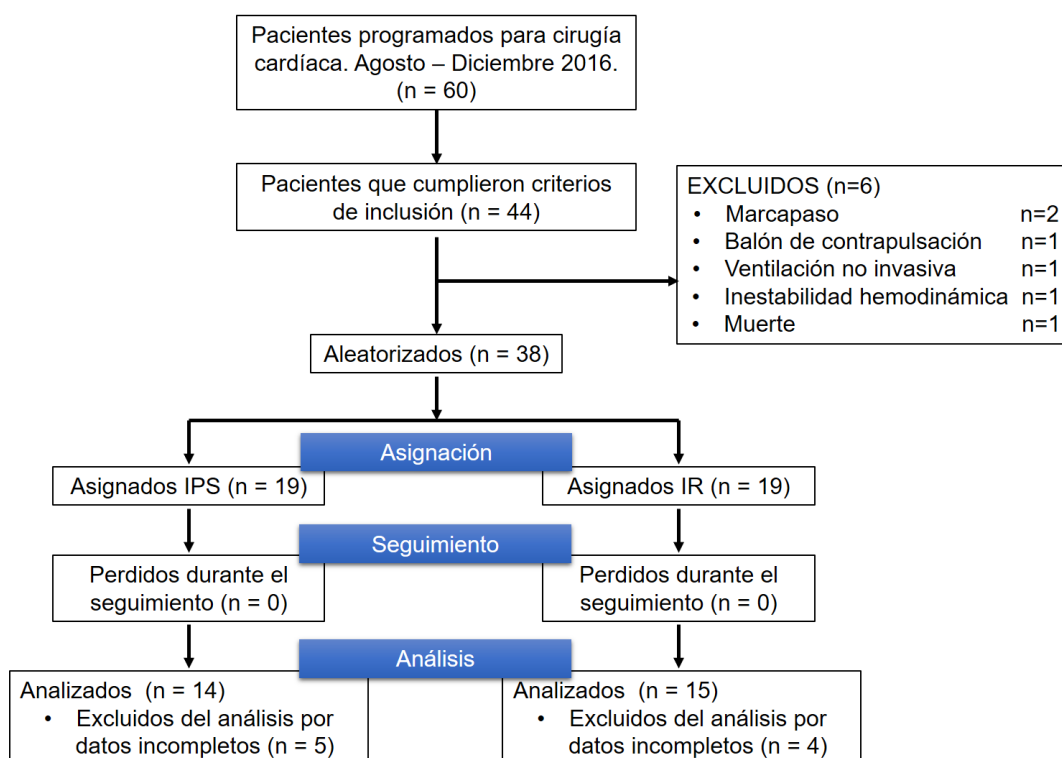 Pacientes programados para cirugía
cardíaca. Agosto – Diciembre 2016.
(n = 60)
Pacientes que cumplieron criterios
de inclusión (n = 44)
EXCLUIDOS (n=6)
• Marcapaso n=2
• Balón de contrapulsación n=1
• Ventilación no invasiva n=1
• Inestabilidad hemodinámica n=1
• Muerte n=1
Aleatorizados (n = 38)
Asignación
Asignados IPS (n = 19)
Asignados IR (n = 19)
Seguimiento
Perdidos durante el
seguimiento (n = 0)
Perdidos durante el
seguimiento (n = 0)
Análisis
Analizados (n = 14)
• Excluidos del análisis por
datos incompletos (n = 5)
Analizados (n = 15)
• Excluidos del análisis por
datos incompletos (n = 4)